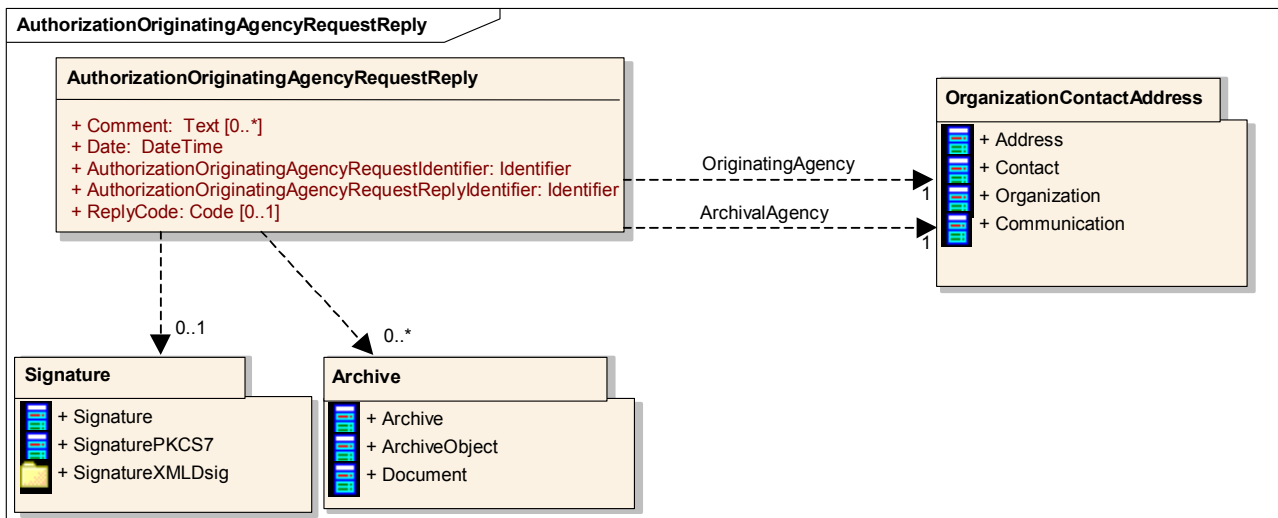 AuthorizationOriginatingAgencyRequestReply
AuthorizationOriginatingAgencyRequestReply
+ Comment: Text [0..*]
+ Date: DateTime
+ AuthorizationOriginatingAgencyRequestIdentifier: Identifier
+ AuthorizationOriginatingAgencyRequestReplyIdentifier: Identifier
+ ReplyCode: Code [0..1]
OriginatingAgency
1
ArchivalAgency
1
OrganizationContactAddress
+ Address
+ Contact
+ Organization
+ Communication
0..1
0..*
Signature
+ Signature
+ SignaturePKCS7
+ SignatureXMLDsig
Archive
+ Archive
+ ArchiveObject
+ Document